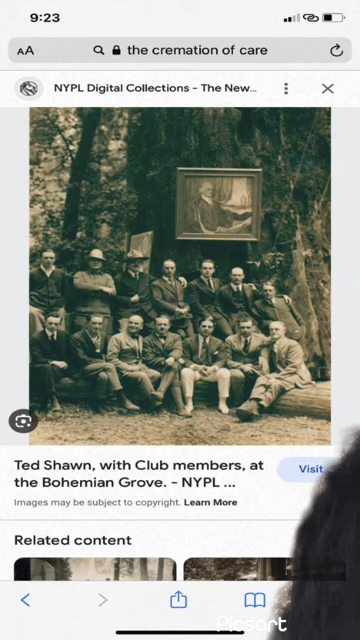 9:23
AA the cremation of care
NYPL Digital Collections - The New...
Ted Shawn, with Club members, at
the Bohemian Grove. - NYPL ...
Visit
Images may be subject to copyright. Learn More
Related content
Picsart